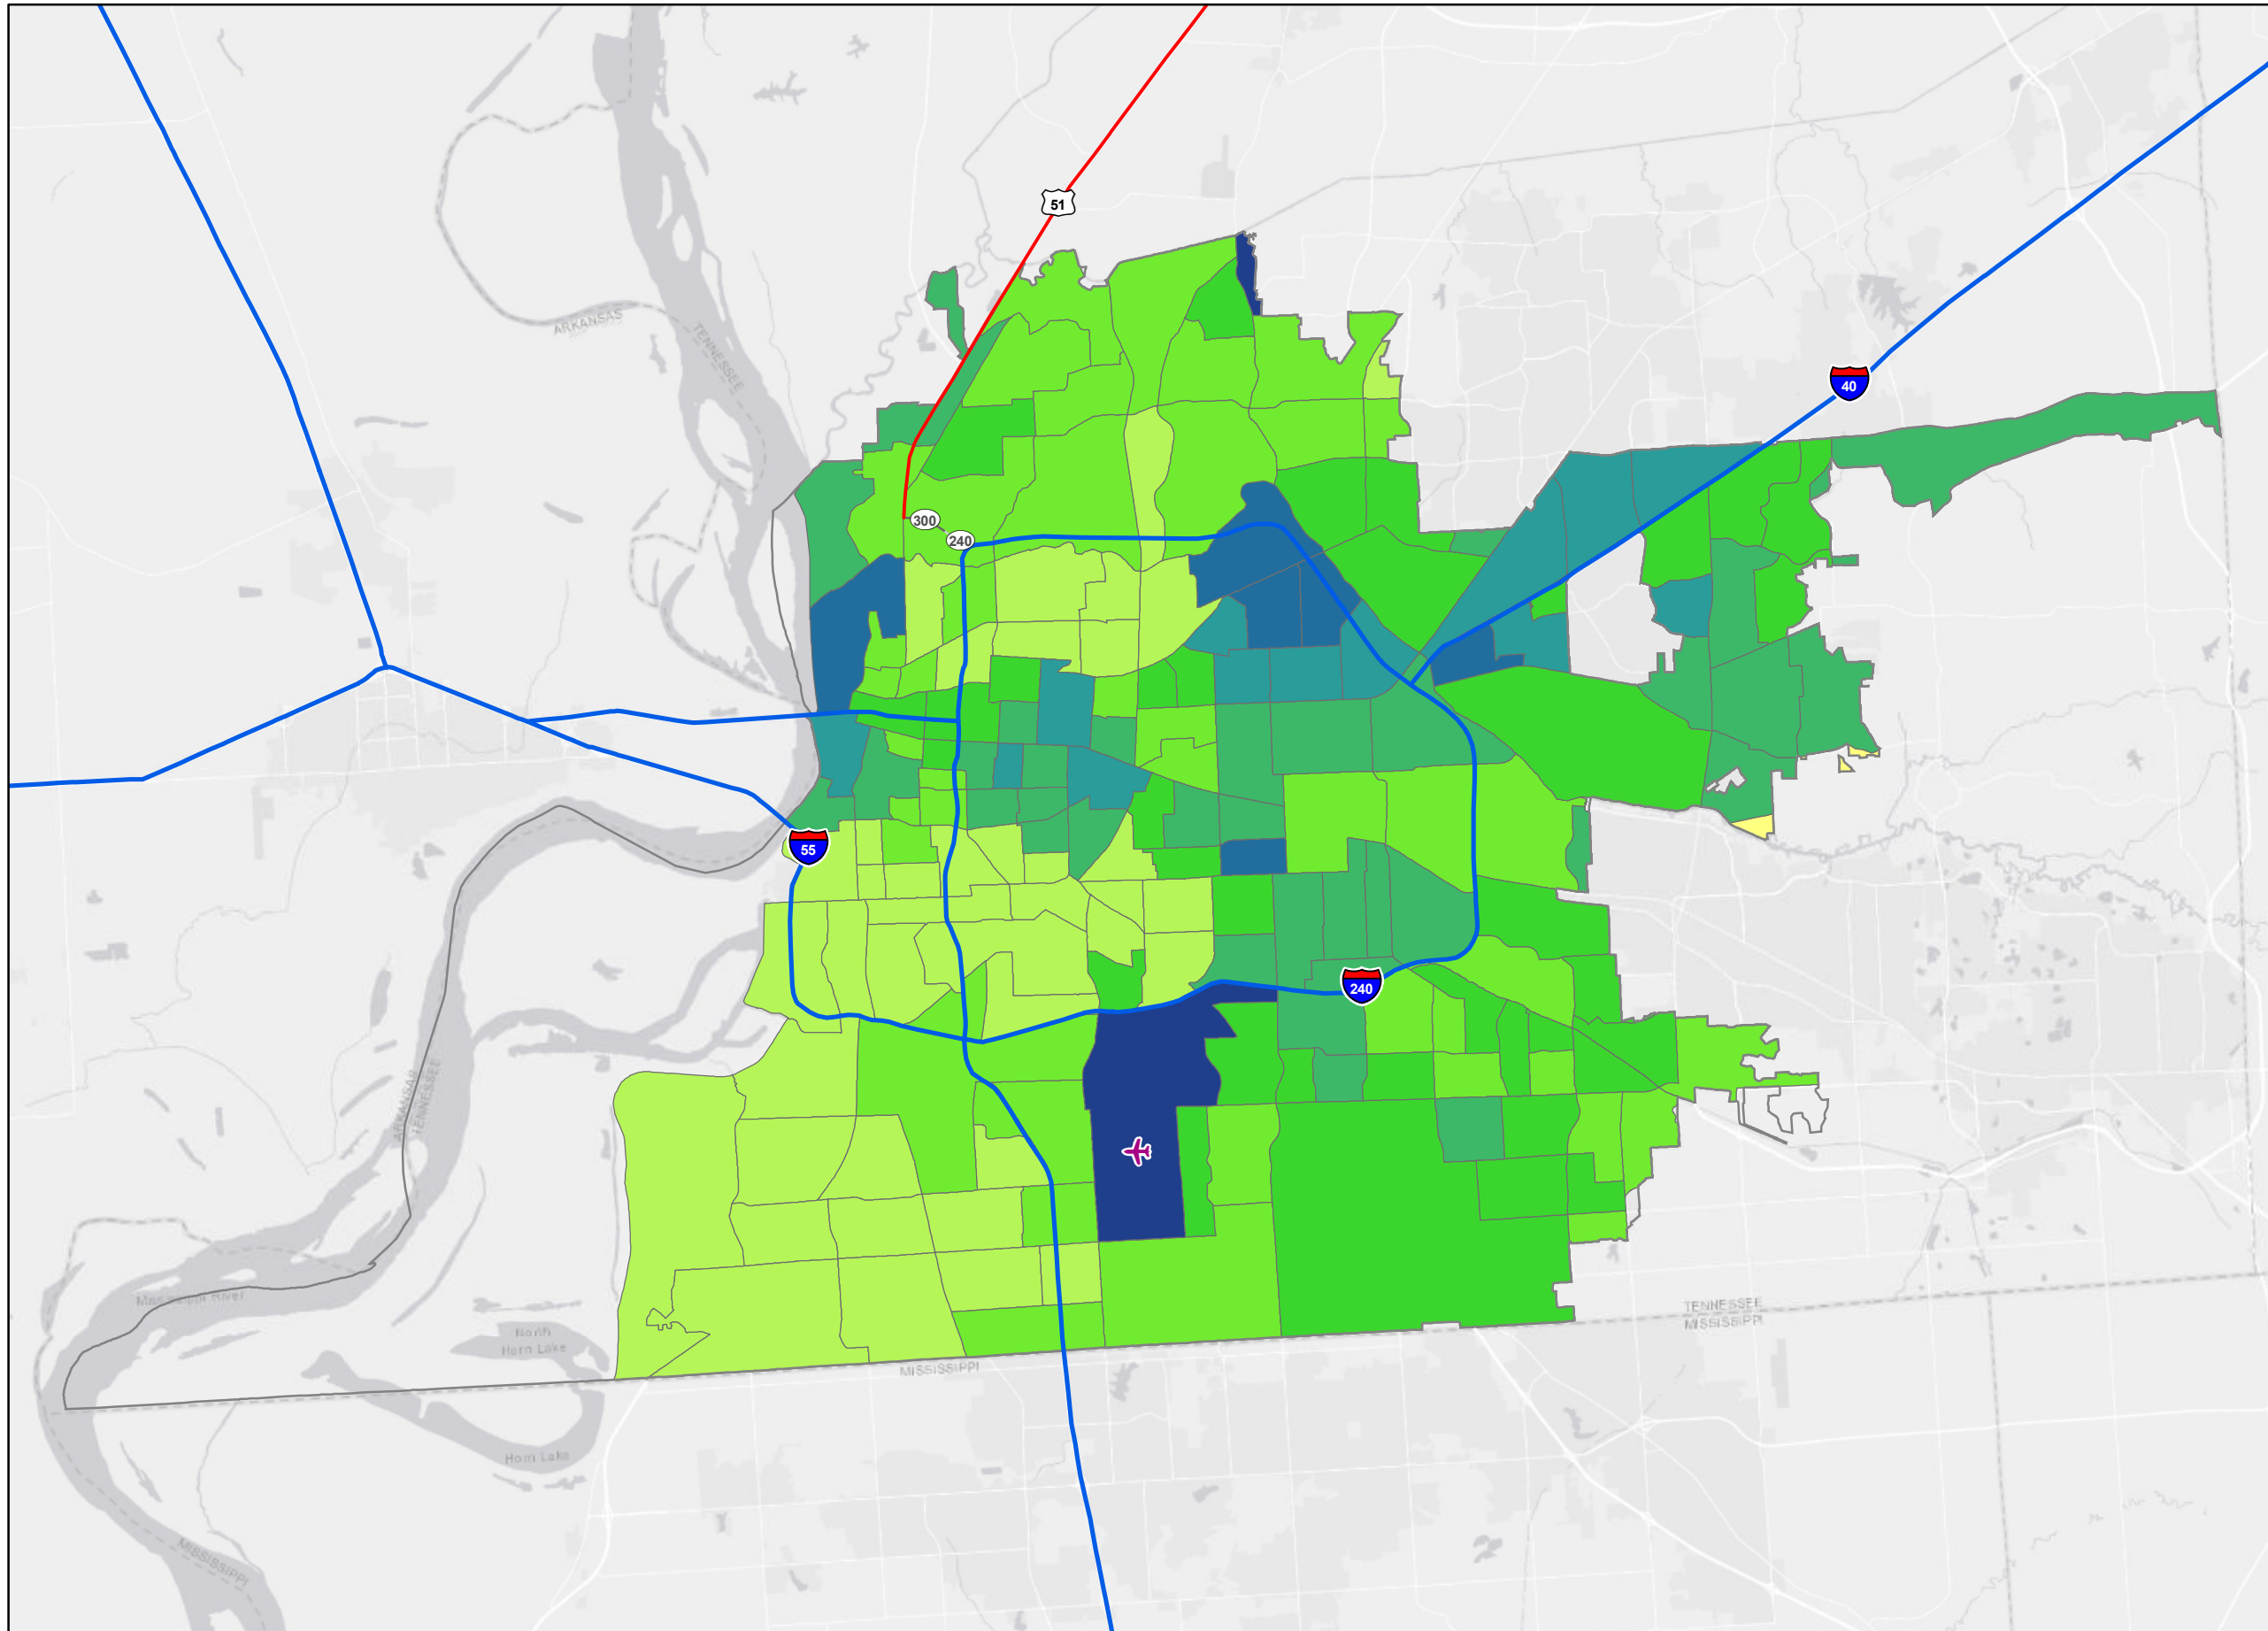 51
ARKANSAS
TENNESSEE
40
300
240
55
240
ARKANSAS
TENNESSEE
Mississippi River
TENNESSEE
MISSISSIPPI
North
Horn Lake
MISSISSIPPI
Horn Lake
MISSISSIPPI